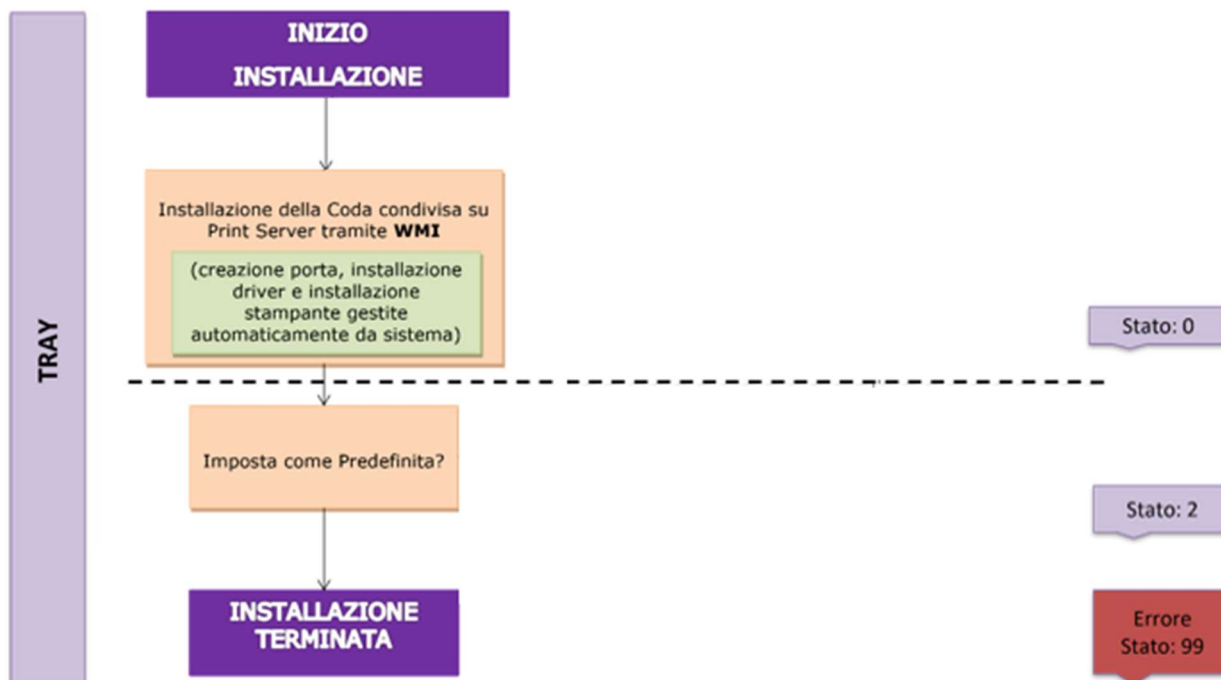 INIZIO
INSTALLAZIONE
Installazione della Coda condivisa su
Print Server tramite WMI
(creazione porta, installazione
driver e installazione
stampante gestite
automaticamente da sistema)
Stato: 0
TRAY
Imposta come Predefinita?
Stato: 2
INSTALLAZIONE
TERMINATA
Errore
Stato: 99